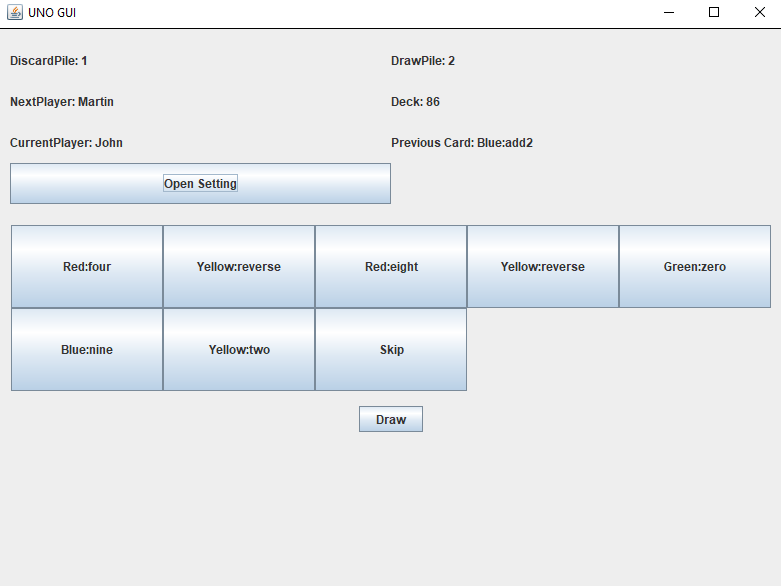 UNO GUI
DiscardPile: 1 DrawPile: 2
NextPlayer: Martin Deck: 86
CurrentPlayer: John Previous Card: Blue:add2
Open Setting
Red:four Yellow:reverse Red:eight Yellow:reverse Green:zero
Blue:nine Yellow:two Skip
Draw